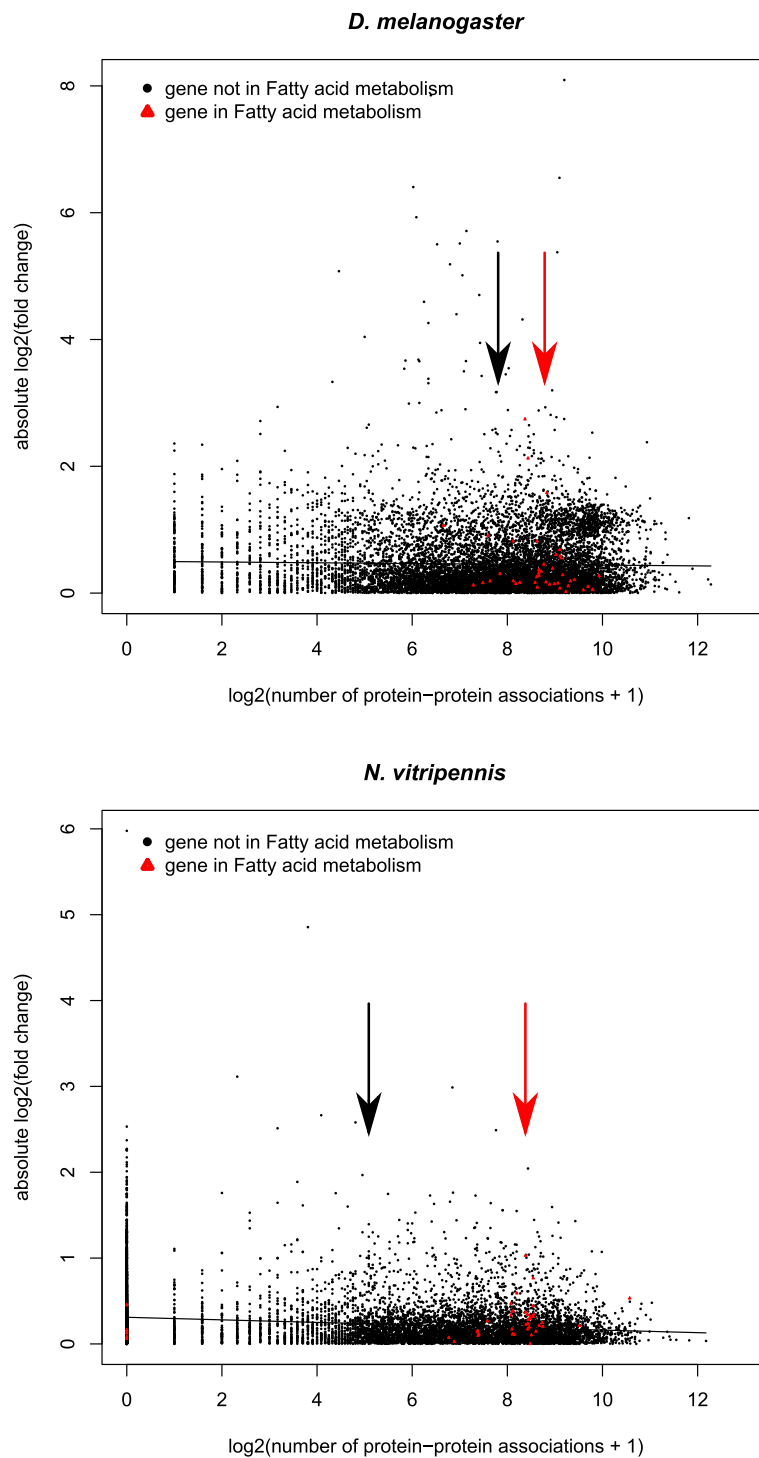 D. melanogaster
gene not in Fatty acid metabolism
gene in Fatty acid metabolism
absolute log2(fold change)
8
6
4
2
0
0 2 4 6 8 10 12
log2(number of protein−protein associations + 1)
N. vitripennis
gene not in Fatty acid metabolism
gene in Fatty acid metabolism
absolute log2(fold change)
6
5
4
3
2
1
0
0 2 4 6 8 10 12
log2(number of protein−protein associations + 1)